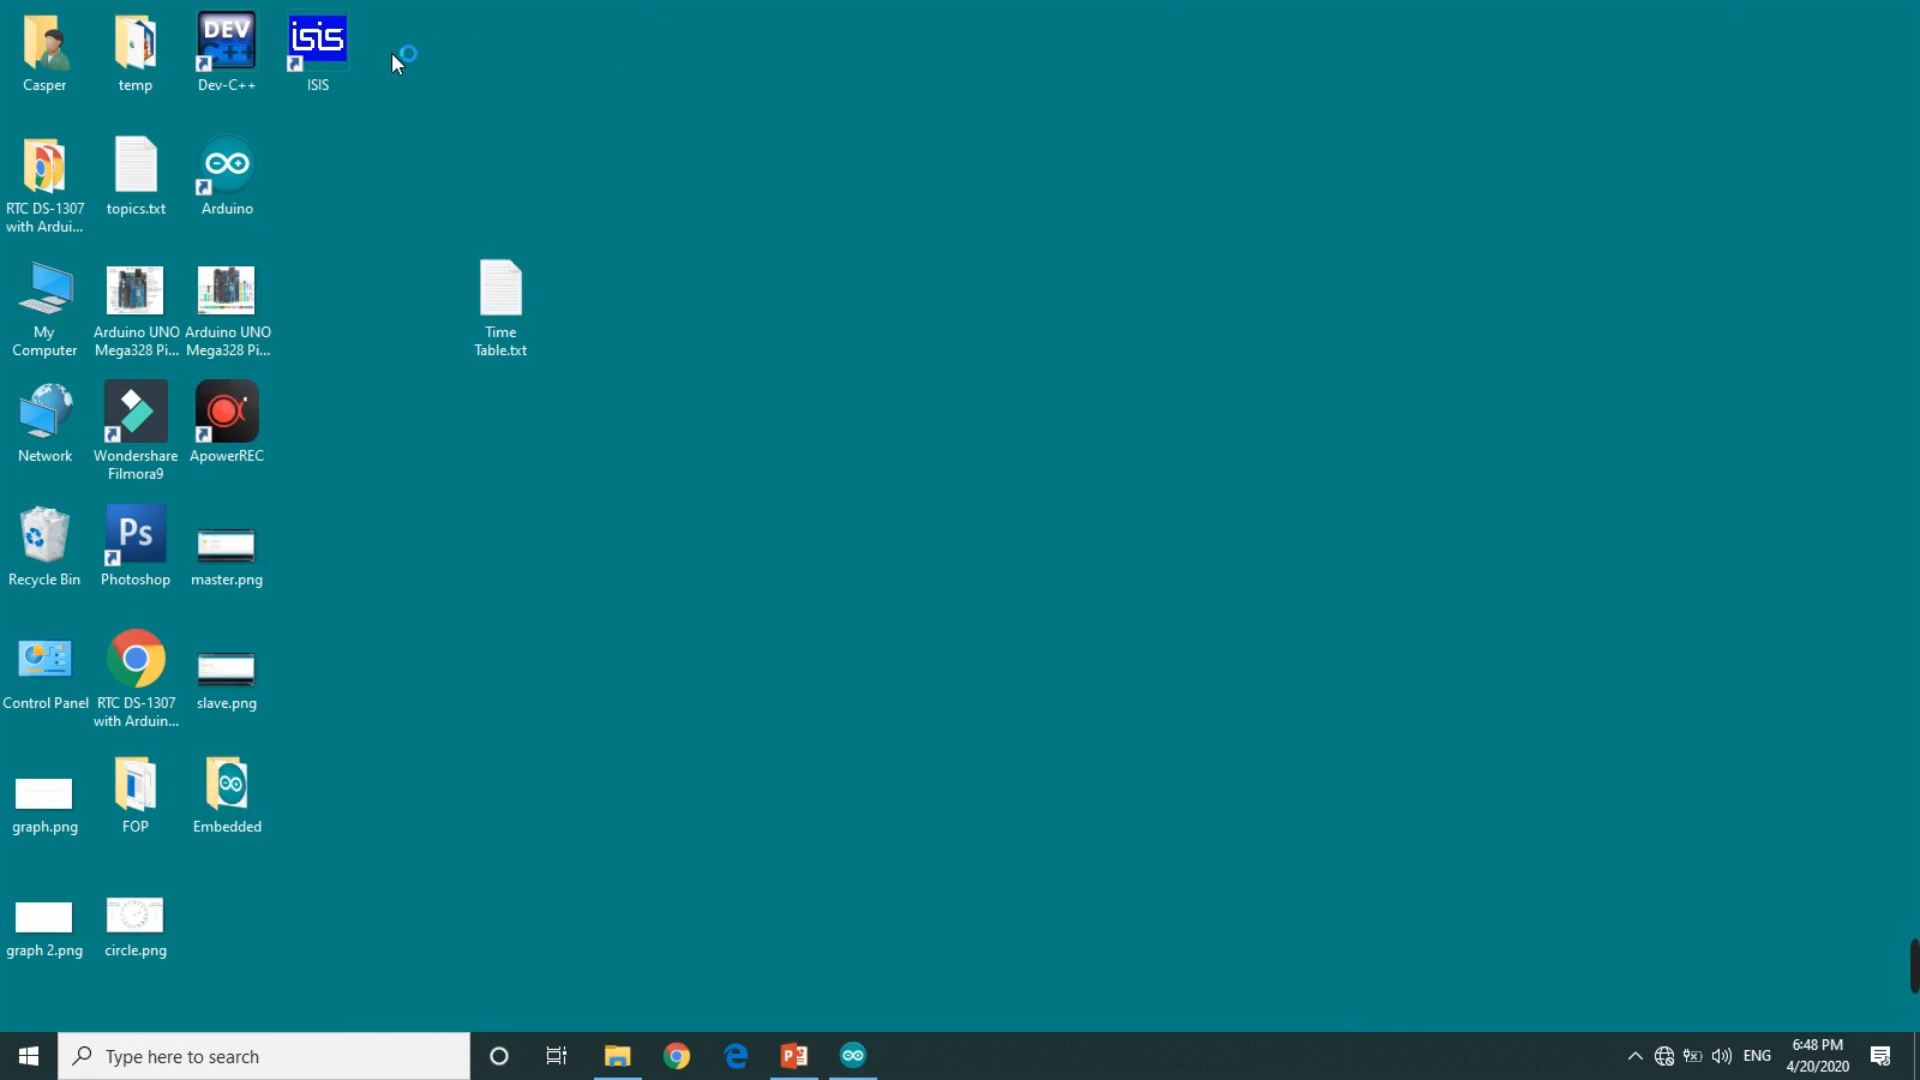 DEV
C++
isis
Casper
temp
Dev-C++
ISIS
RTC DS-1307
with Ardui...
topics.txt
Arduino
My
Computer
Arduino UNO
Mega328 Pi...
Arduino UNO
Mega328 Pi...
Time
Table.txt
Network
Wondershare
Filmora9
ApowerREC
Ps
Recycle Bin
Photoshop
master.png
Control Panel
RTC DS-1307
with Arduin...
slave.png
graph.png
FOP
Embedded
graph 2.png
circle.png
Type here to search
ENG
6:48 PM
4/20/2020